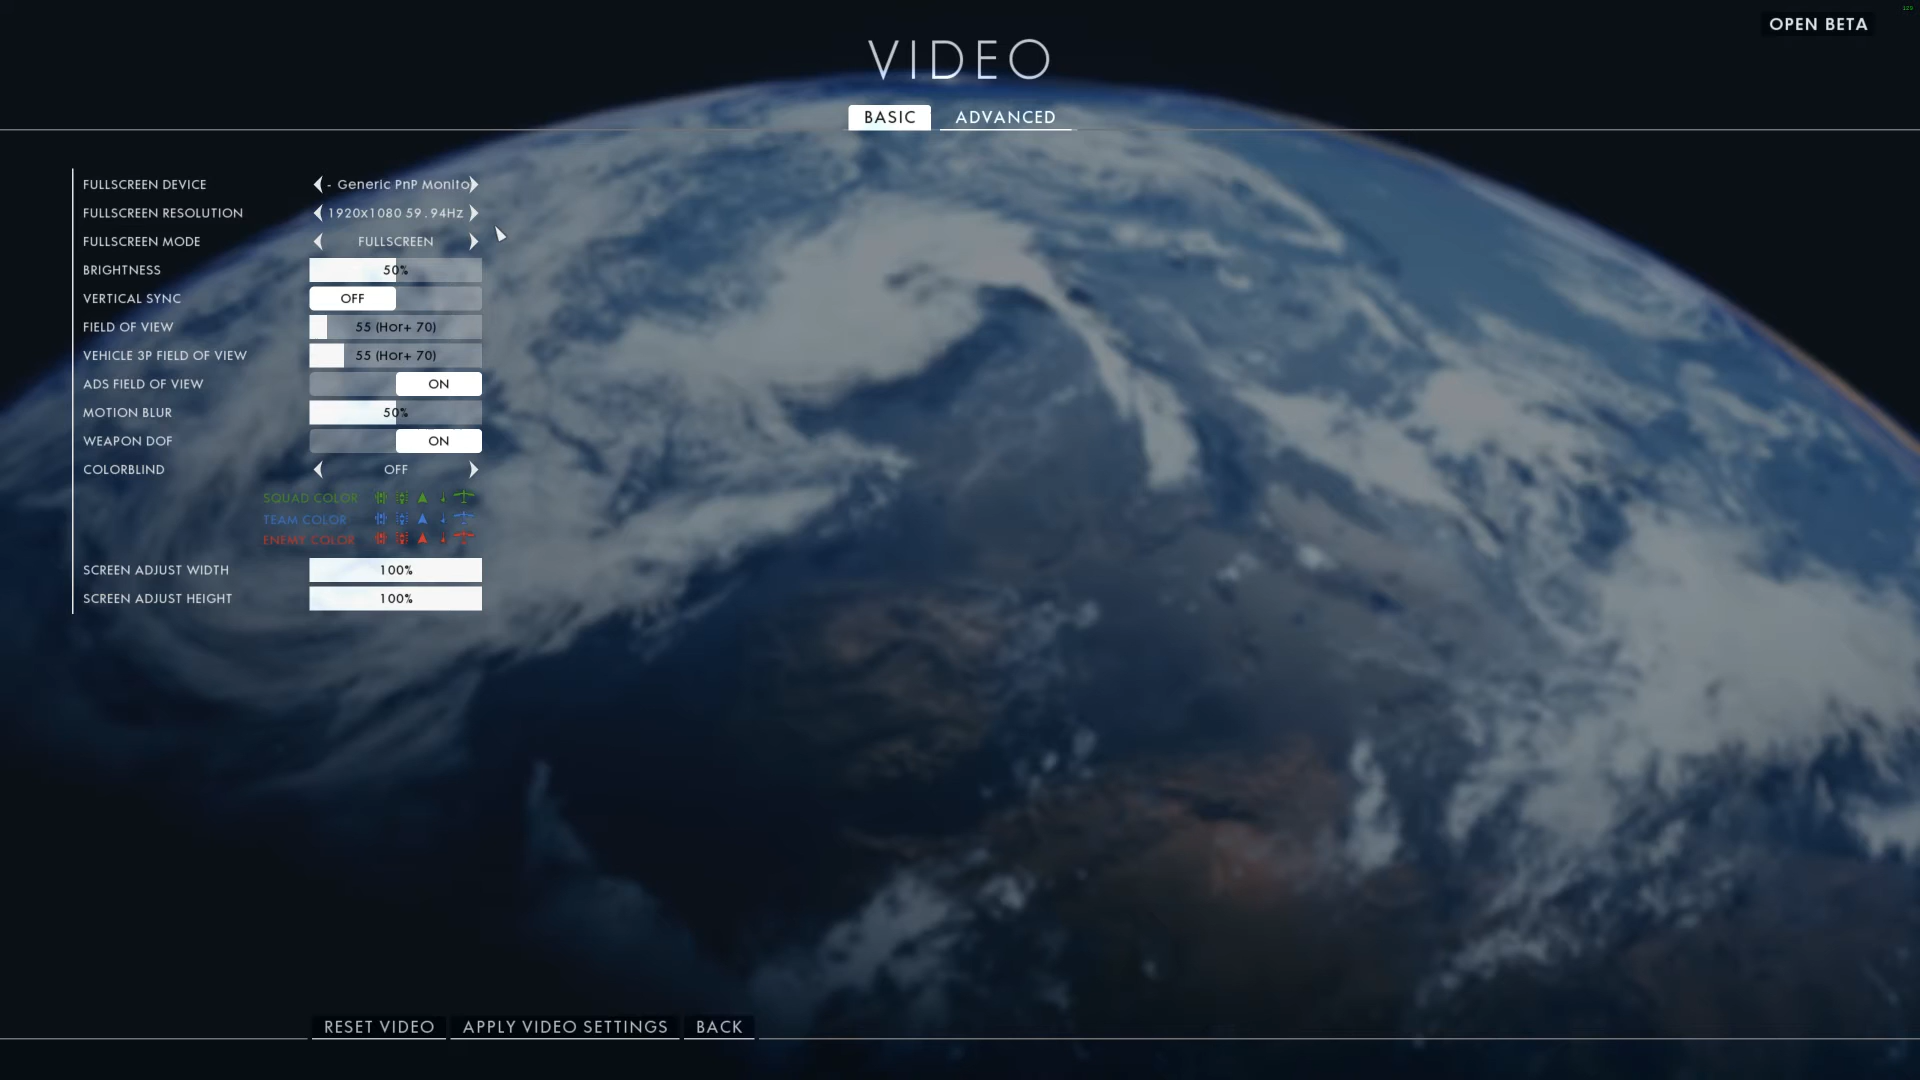 129
OPEN BETA
VIDEO
BASIC ADVANCED
FULLSCREEN DEVICE - Generic PnP Monito
FULLSCREEN RESOLUTION 1920x1080 59.94Hz
FULLSCREEN MODE FULLSCREEN
BRIGHTNESS 50%
VERTICAL SYNC OFF
FIELD OF VIEW 55 (Hor+ 70)
VEHICLE 3P FIELD OF VIEW 55 (Hor+ 70)
ADS FIELD OF VIEW ON
MOTION BLUR 50%
WEAPON DOF ON
COLORBLIND OFF
SQUAD COLOR
TEAM COLOR
ENEMY COLOR
SCREEN ADJUST WIDTH 100%
SCREEN ADJUST HEIGHT 100%
RESET VIDEO APPLY VIDEO SETTINGS BACK